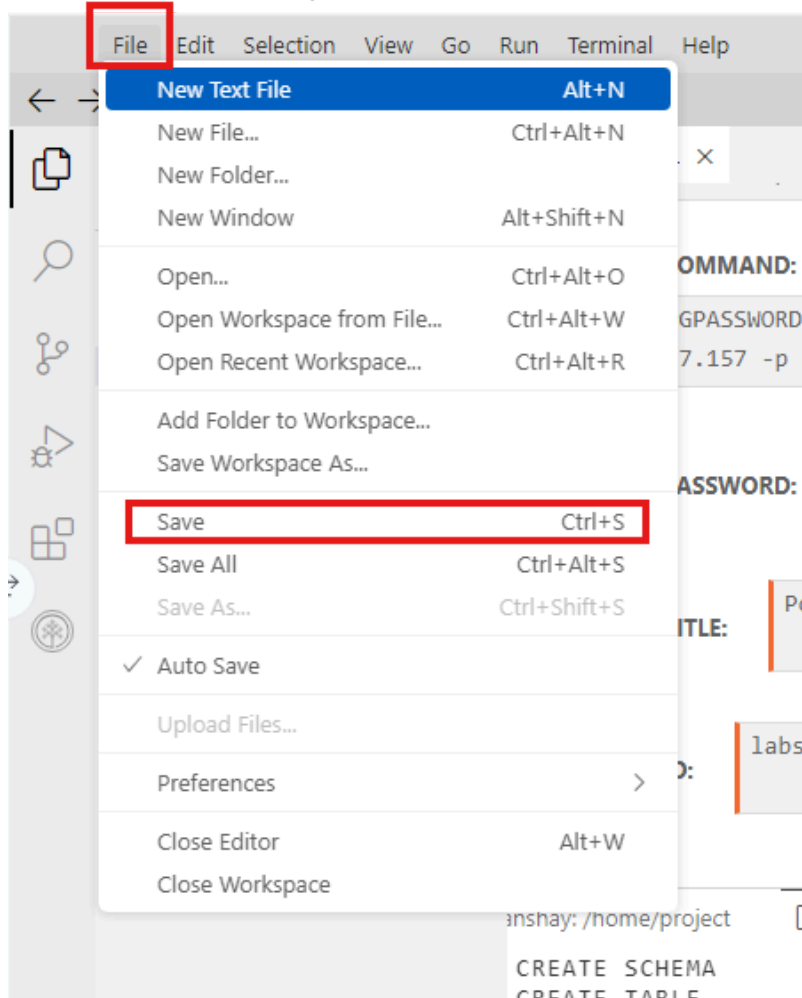 File Edit Selection View Go Run Terminal Help
New Text File Alt+N
New File... Ctrl+Alt+N
New Folder...
New Window Alt+Shift+N
Open... Ctrl+Alt+O
Open Workspace from File... Ctrl+Alt+W
Open Recent Workspace... Ctrl+Alt+R
Add Folder to Workspace...
Save Workspace As...
Save Ctrl+S
Save All Ctrl+Alt+S
Save As... Ctrl+Shift+S
Auto Save
Upload Files...
Preferences
Close Editor Alt+W
Close Workspace
OMMAND:
GPASSWORD
7.157 -p
ASSWORD:
ITLE:
labs
anshay: /home/project
CREATE SCHEMA
CREATE TABLE